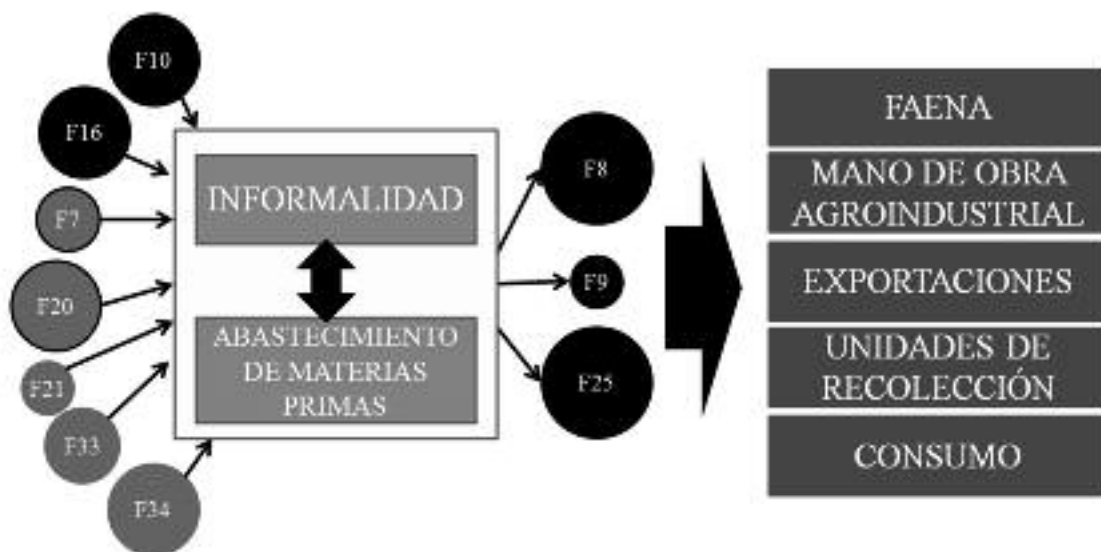 F10
F16
F7
F20
F21
F33
F34
INFORMALIDAD
ABASTECIMIENTO
DE MATERIAS
PRIMAS
F8
F9
F25
FAENA
MANO DE OBRA
AGROINDUSTRIAL
EXPORTACIONES
UNIDADES DE
RECOLECCIÓN
CONSUMO